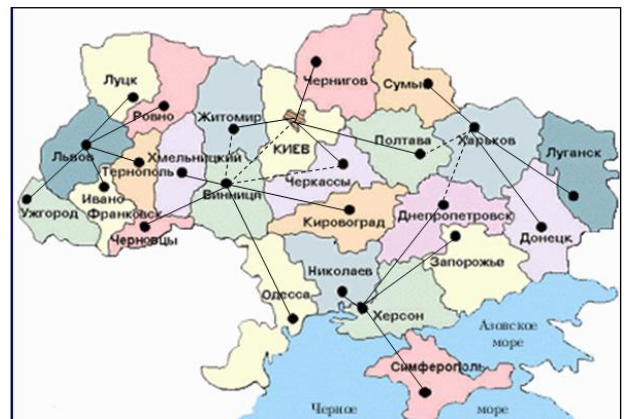 Чернигов
Луцк
Сумы
Ровно
Житомир
Полтава
Харьков
КИЕВ
Луганск
Львов
Хмельницкий
Тернополь
Черкассы
Винница
Ивано
Франковск
Ужгород
Кировоград
Днепропетровск
Черновцы
Донецк
Запорожье
Николаев
Одесса
Херсон
Азовское
море
Симферополь
Черное
море